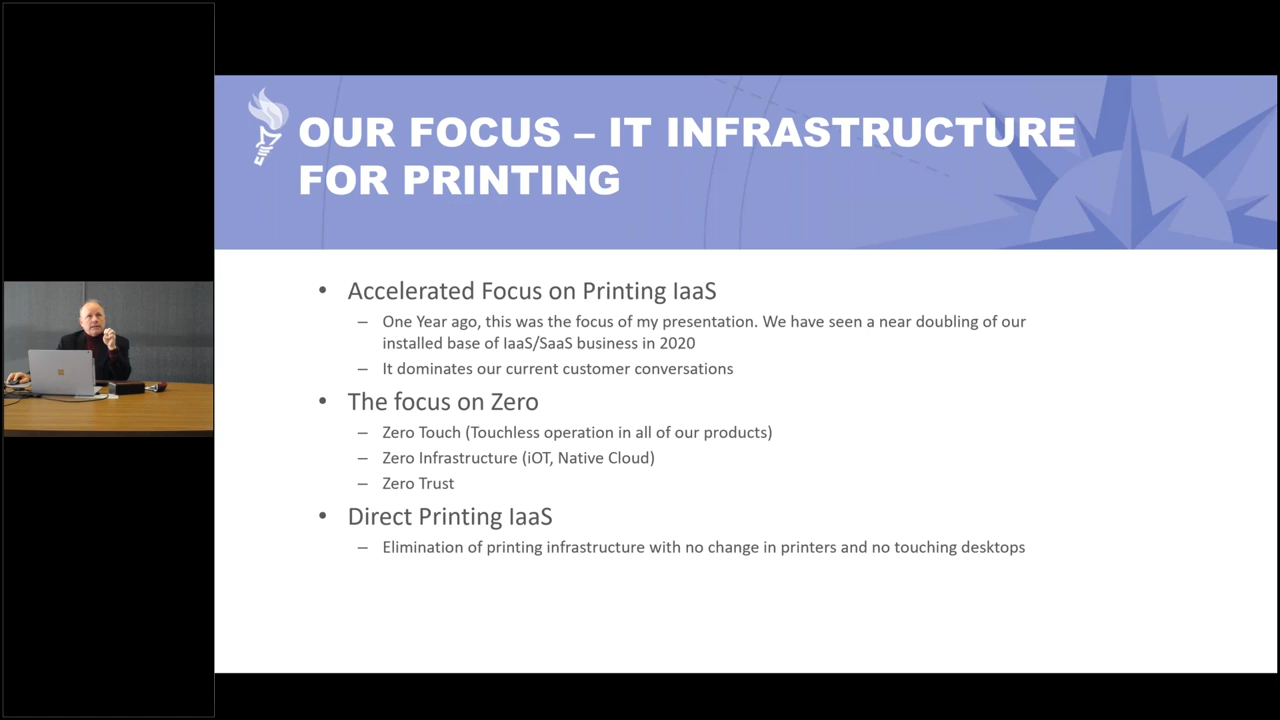 OUR FOCUS – IT INFRASTRUCTURE
FOR PRINTING
• Accelerated Focus on Printing IaaS
– One Year ago, this was the focus of my presentation. We have seen a near doubling of our
installed base of IaaS/SaaS business in 2020
– It dominates our current customer conversations
• The focus on Zero
– Zero Touch (Touchless operation in all of our products)
– Zero Infrastructure (iOT, Native Cloud)
– Zero Trust
• Direct Printing IaaS
– Elimination of printing infrastructure with no change in printers and no touching desktops